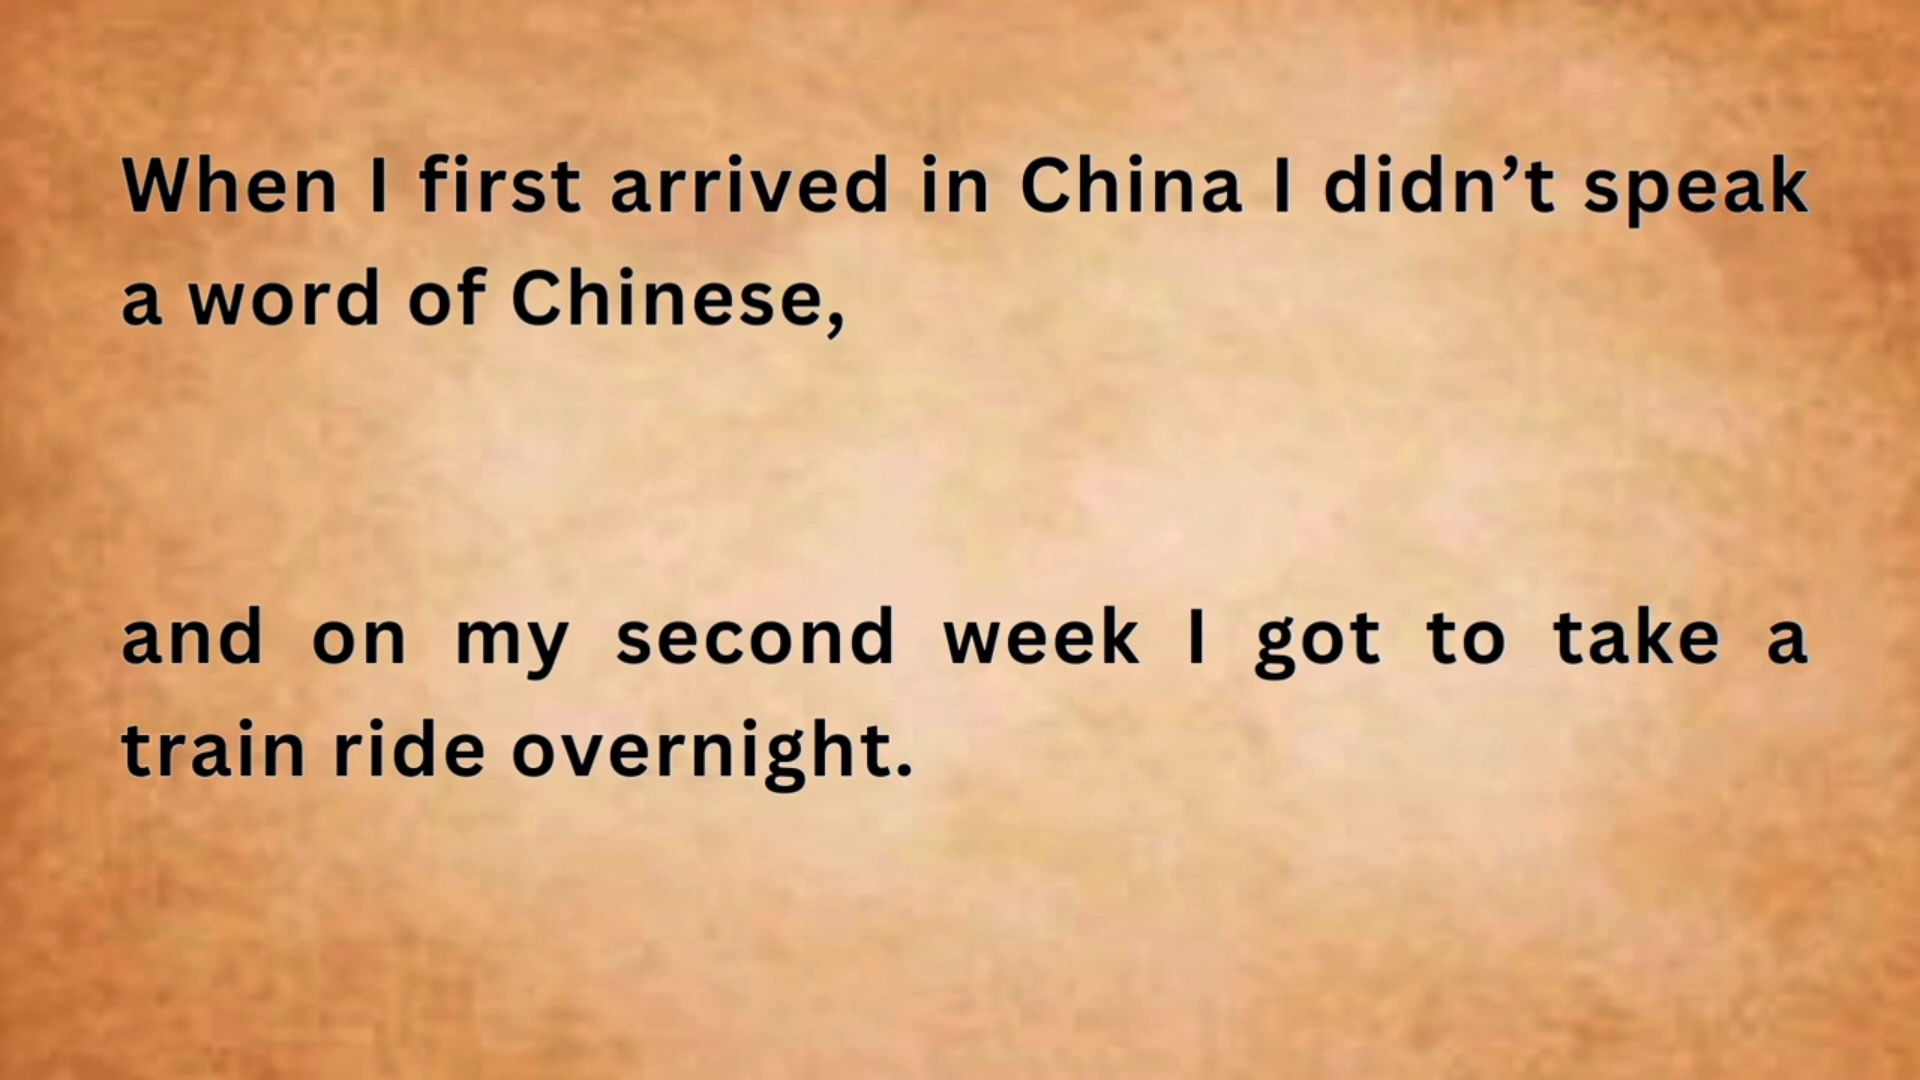 When I first arrived in China I didn’t speak
a word of Chinese,
and on my second week I got to take a
train ride overnight.